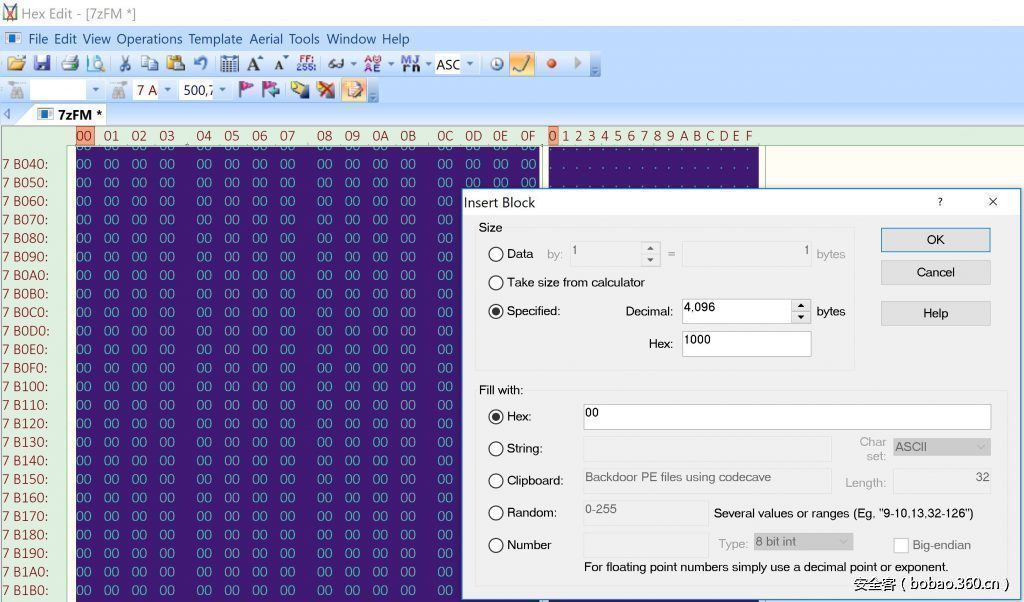 Hex Edit - [7zFM *]
File Edit View Operations Template Aerial Tools Window Help
ASC
7 A 500,7
7zFM *
00 01 02 03 04 05 06 07 08 09 0A 0B 0C 0D 0E 0F 0 1 2 3 4 5 6 7 8 9 A B C D E F
7 B040: 00 00 00 00 00 00 00 00 00 00 00 00 00 00 00 00 . . . . . . . . . . . . . . . .
7 B050: 00 00 00 00 00 00 00 00 00 00 00 00 00 00 00 00 . . . . . . . . . . . . . . . .
7 B060: 00 00 00 00 00 00 00 00 00 00 00 00 00
7 B070: 00 00 00 00 00 00 00 00 00 00 00 00 00
7 B080: 00 00 00 00 00 00 00 00 00 00 00 00 00
7 B090: 00 00 00 00 00 00 00 00 00 00 00 00 00
7 B0A0: 00 00 00 00 00 00 00 00 00 00 00 00 00
7 B0B0: 00 00 00 00 00 00 00 00 00 00 00 00 00
7 B0C0: 00 00 00 00 00 00 00 00 00 00 00 00 00
7 B0D0: 00 00 00 00 00 00 00 00 00 00 00 00 00
7 B0E0: 00 00 00 00 00 00 00 00 00 00 00 00 00
7 B0F0: 00 00 00 00 00 00 00 00 00 00 00 00 00
7 B100: 00 00 00 00 00 00 00 00 00 00 00 00 00
7 B110: 00 00 00 00 00 00 00 00 00 00 00 00 00
7 B120: 00 00 00 00 00 00 00 00 00 00 00 00 00
7 B130: 00 00 00 00 00 00 00 00 00 00 00 00 00
7 B140: 00 00 00 00 00 00 00 00 00 00 00 00 00
7 B150: 00 00 00 00 00 00 00 00 00 00 00 00 00
7 B160: 00 00 00 00 00 00 00 00 00 00 00 00 00
7 B170: 00 00 00 00 00 00 00 00 00 00 00 00 00
7 B180: 00 00 00 00 00 00 00 00 00 00 00 00 00
7 B190: 00 00 00 00 00 00 00 00 00 00 00 00 00
7 B1A0: 00 00 00 00 00 00 00 00 00 00 00 00 00
7 B1B0: 00 00 00 00 00 00 00 00 00 00 00 00 00
Insert Block ? ×
Size
Data by: 1 = 1 bytes
Take size from calculator
Specified: Decimal: 4,096 bytes
Hex: 1000
OK
Cancel
Help
Fill with:
Hex: 00
String: Char set: ASCII
Clipboard: Backdoor PE files using codecave Length: 32
Random: 0-255 Several values or ranges (Eg. "9-10,13,32-126")
Number Type: 8 bit int Big-endian
For floating point numbers simply use a decimal point or exponent.
安全客 ( bobao.360.cn )